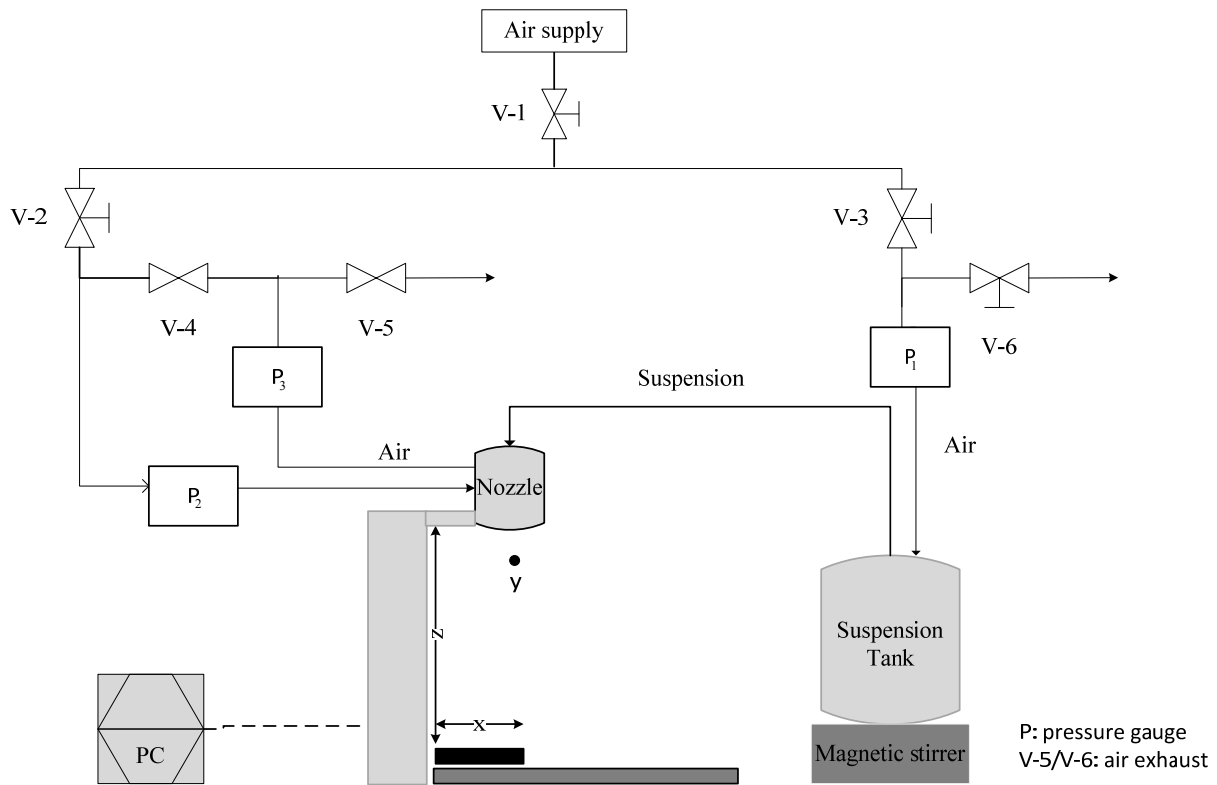 Air supply
V-1
V-2
V-3
V-4
V-5
V-6
P₃
P₁
Suspension
Air
Air
P₂
Nozzle
y
z
Suspension
Tank
x
PC
Magnetic stirrer
P: pressure gauge
V-5/V-6: air exhaust